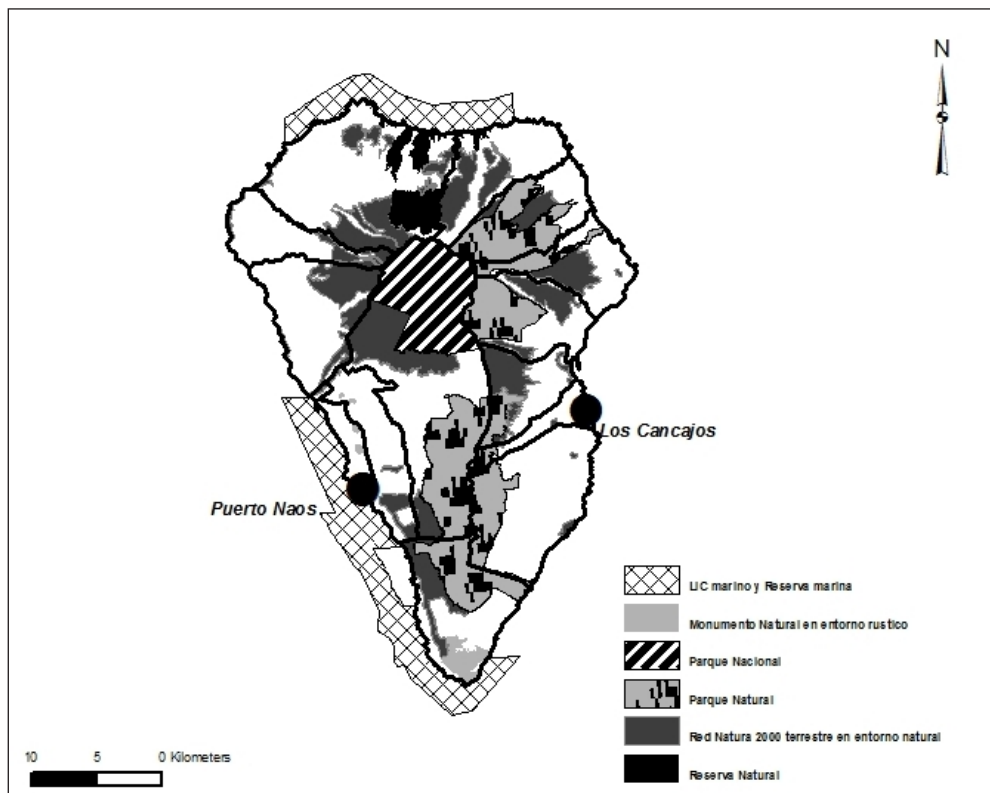 N
Los Cancajos
Puerto Naos
LIC marino y Reserva marina
Monumento Natural en entorno rustico
Parque Nacional
Parque Natural
Red Natura 2000 terrestre en entorno natural
Reserva Natural
10 5 0 Kilometers